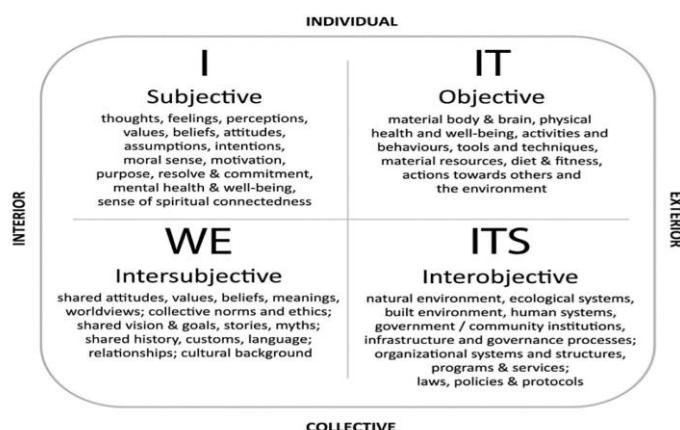 INDIVIDUAL
I
Subjective
thoughts, feelings, perceptions,
values, beliefs, attitudes,
assumptions, intentions,
moral sense, motivation,
purpose, resolve & commitment,
mental health & well-being,
sense of spiritual connectedness
IT
Objective
material body & brain, physical
health and well-being, activities and
behaviours, tools and techniques,
material resources, diet & fitness,
actions towards others and
the environment
INTERIOR
EXTERIOR
WE
Intersubjective
shared attitudes, values, beliefs, meanings,
worldviews; collective norms and ethics;
shared vision & goals, stories, myths;
shared history, customs, language;
relationships; cultural background
ITS
Interobjective
natural environment, ecological systems,
built environment, human systems,
government / community institutions,
infrastructure and governance processes;
organizational systems and structures,
programs & services;
laws, policies & protocols
COLLECTIVE